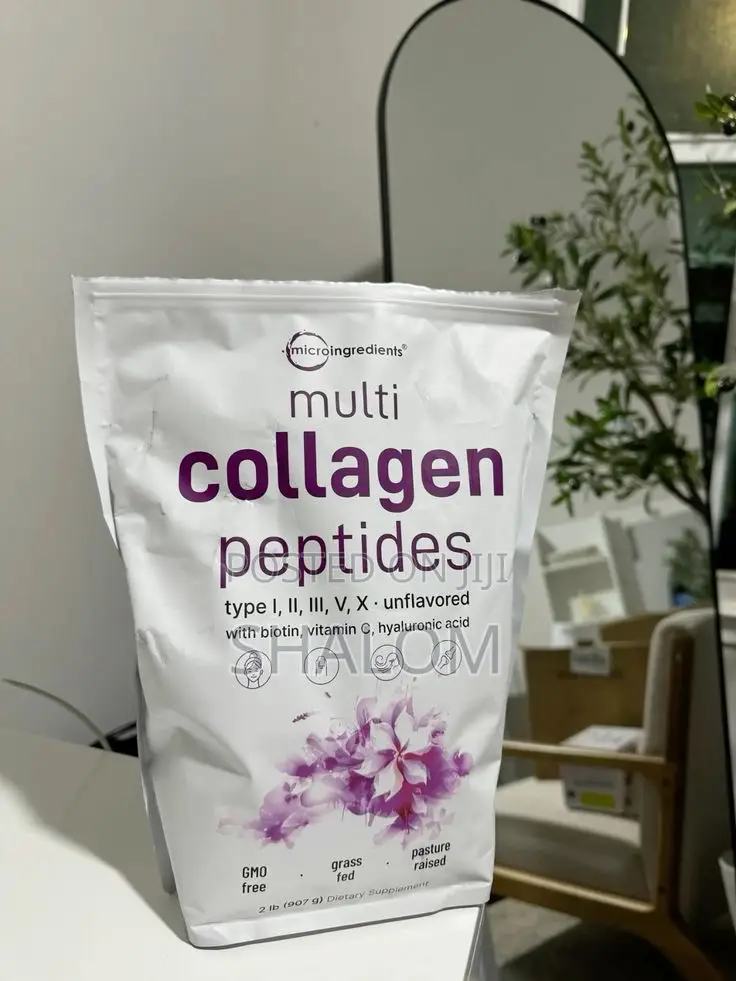 microingredients®
multi
collagen
peptides
POSTED ON JIJI
type I, II, III, V, X · unflavored
with biotin, vitamin C, hyaluronic acid
SHALOM
GMO free · grass fed · pasture raised
2 lb (907 g) Dietary Supplement